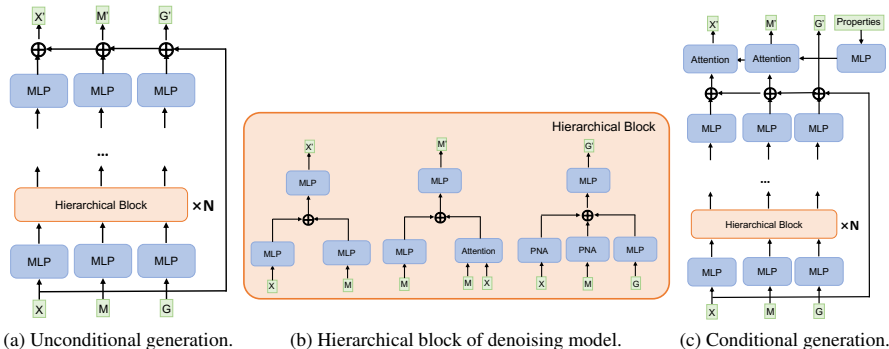 X' M' G'
MLP MLP MLP
...
Hierarchical Block ×N
MLP MLP MLP
X M G
(a) Unconditional generation.
Hierarchical Block
X' M' G'
MLP MLP MLP
MLP MLP MLP Attention PNA PNA MLP
X M M M X X M G
(b) Hierarchical block of denoising model.
X' M' G' Properties
Attention Attention MLP
MLP MLP MLP
...
Hierarchical Block ×N
MLP MLP MLP
X M G
(c) Conditional generation.